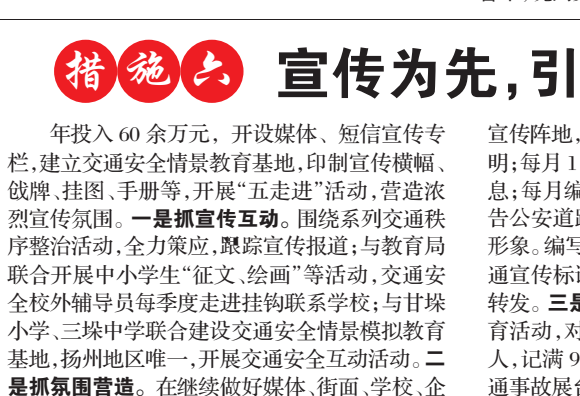 措施六 宣传为先，引
年投入 60 余万元，开设媒体、短信宣传专
栏，建立交通安全情景教育基地，印制宣传横幅、
戗牌、挂图、手册等，开展“五走进”活动，营造浓
烈宣传氛围。一是抓宣传互动。围绕系列交通秩
序整治活动，全力策应，跟踪宣传报道；与教育局
联合开展中小学生“征文、绘画”等活动，交通安
全校外辅导员每季度走进挂钩联系学校；与甘垛
小学、三垛中学联合建设交通安全情景模拟教育
基地，扬州地区唯一，开展交通安全互动活动。二
是抓氛围营造。在继续做好媒体、街面、学校、企
宣传阵地，
明；每月 1
息；每月编
告公安道
形象。编写
通宣传标
转发。三是
育活动，对
人，记满 9
通事故展